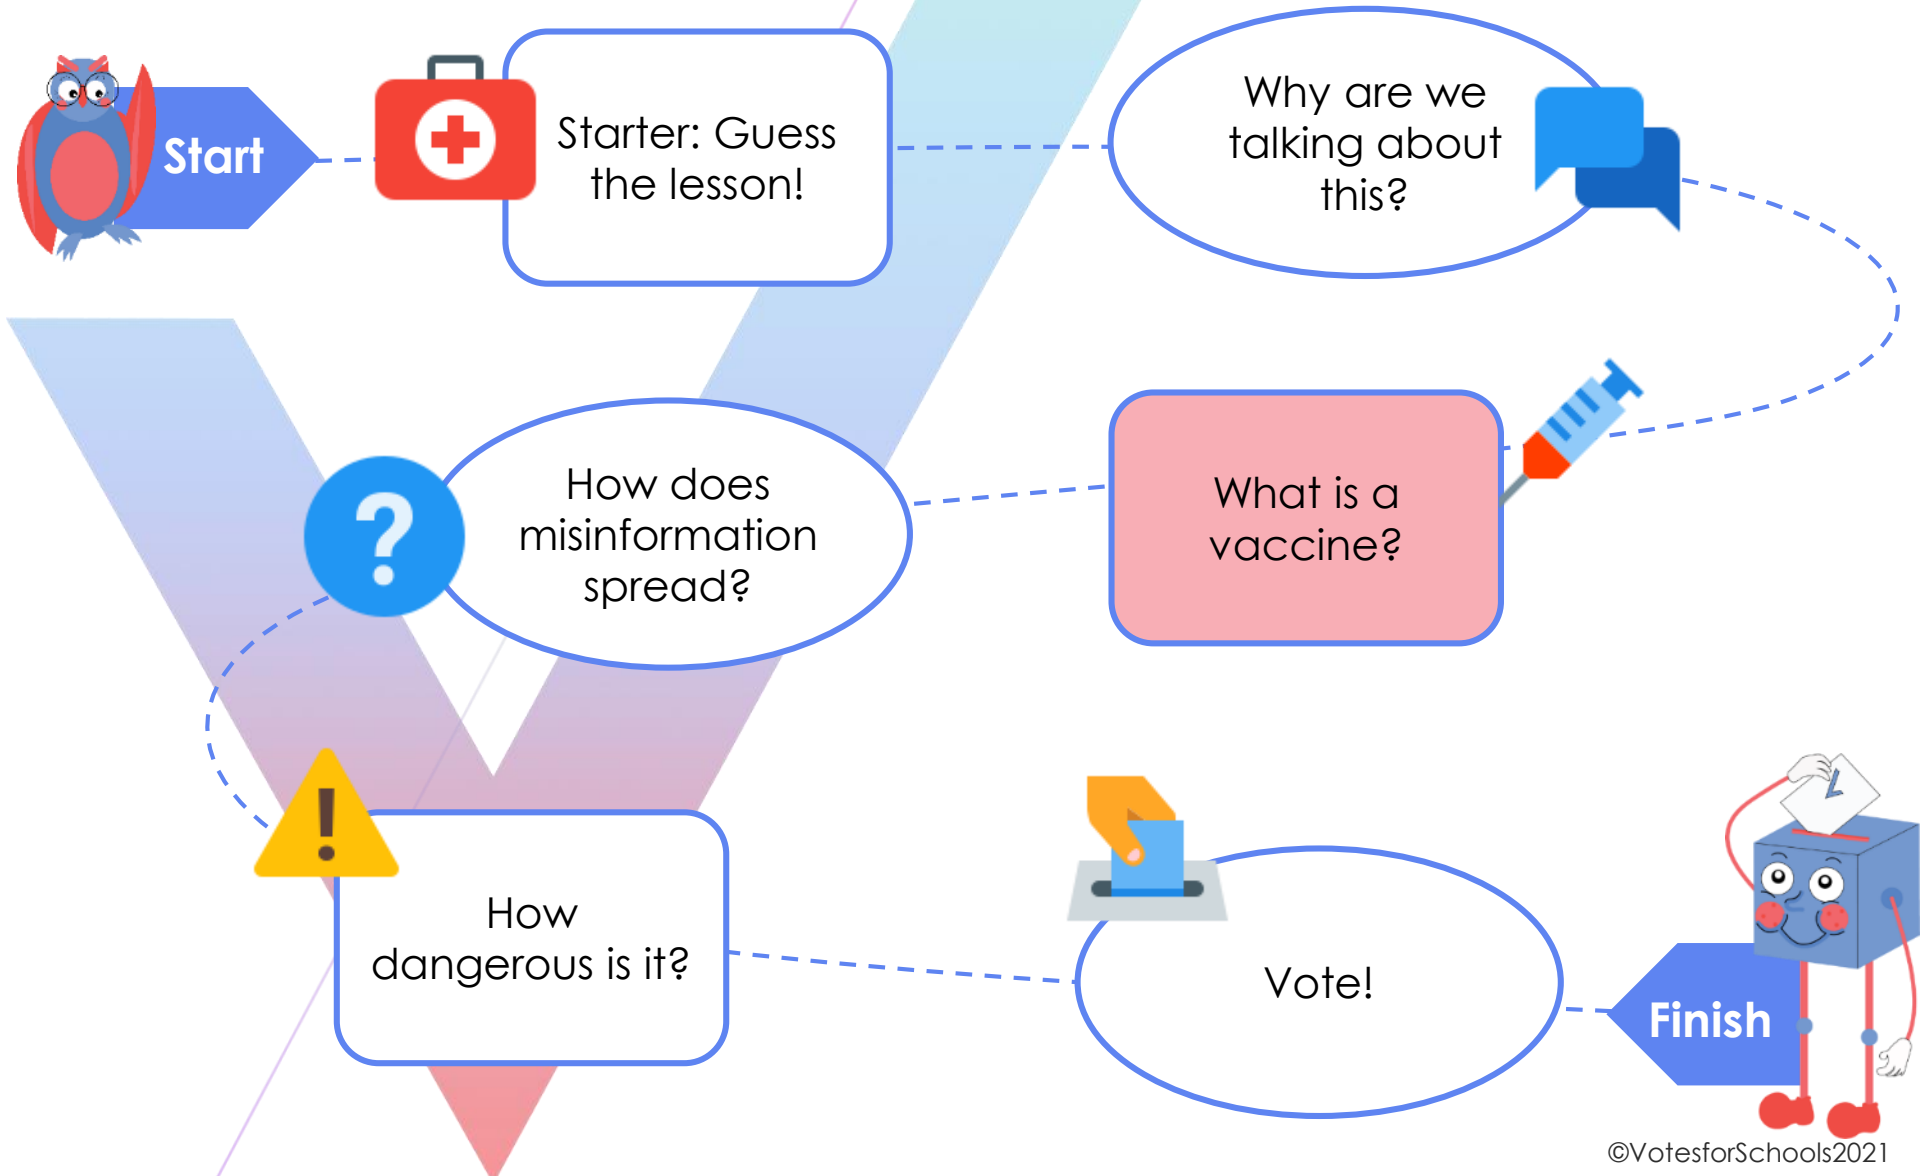 Start
Starter: Guess
the lesson!
Why are we
talking about
this?
What is a
vaccine?
How does
misinformation
spread?
How
dangerous is it?
Vote!
Finish
©VotesforSchools2021